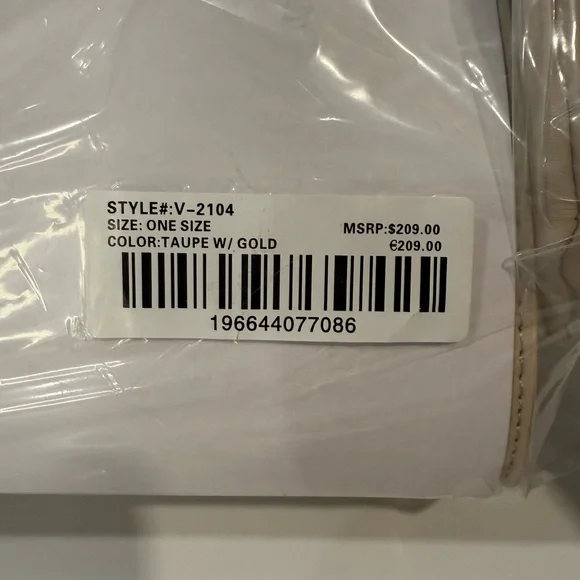 STYLE#:V-2104
SIZE: ONE SIZE
MSRP:$209.00
COLOR:TAUPE W/ GOLD
€209.00
196644077086